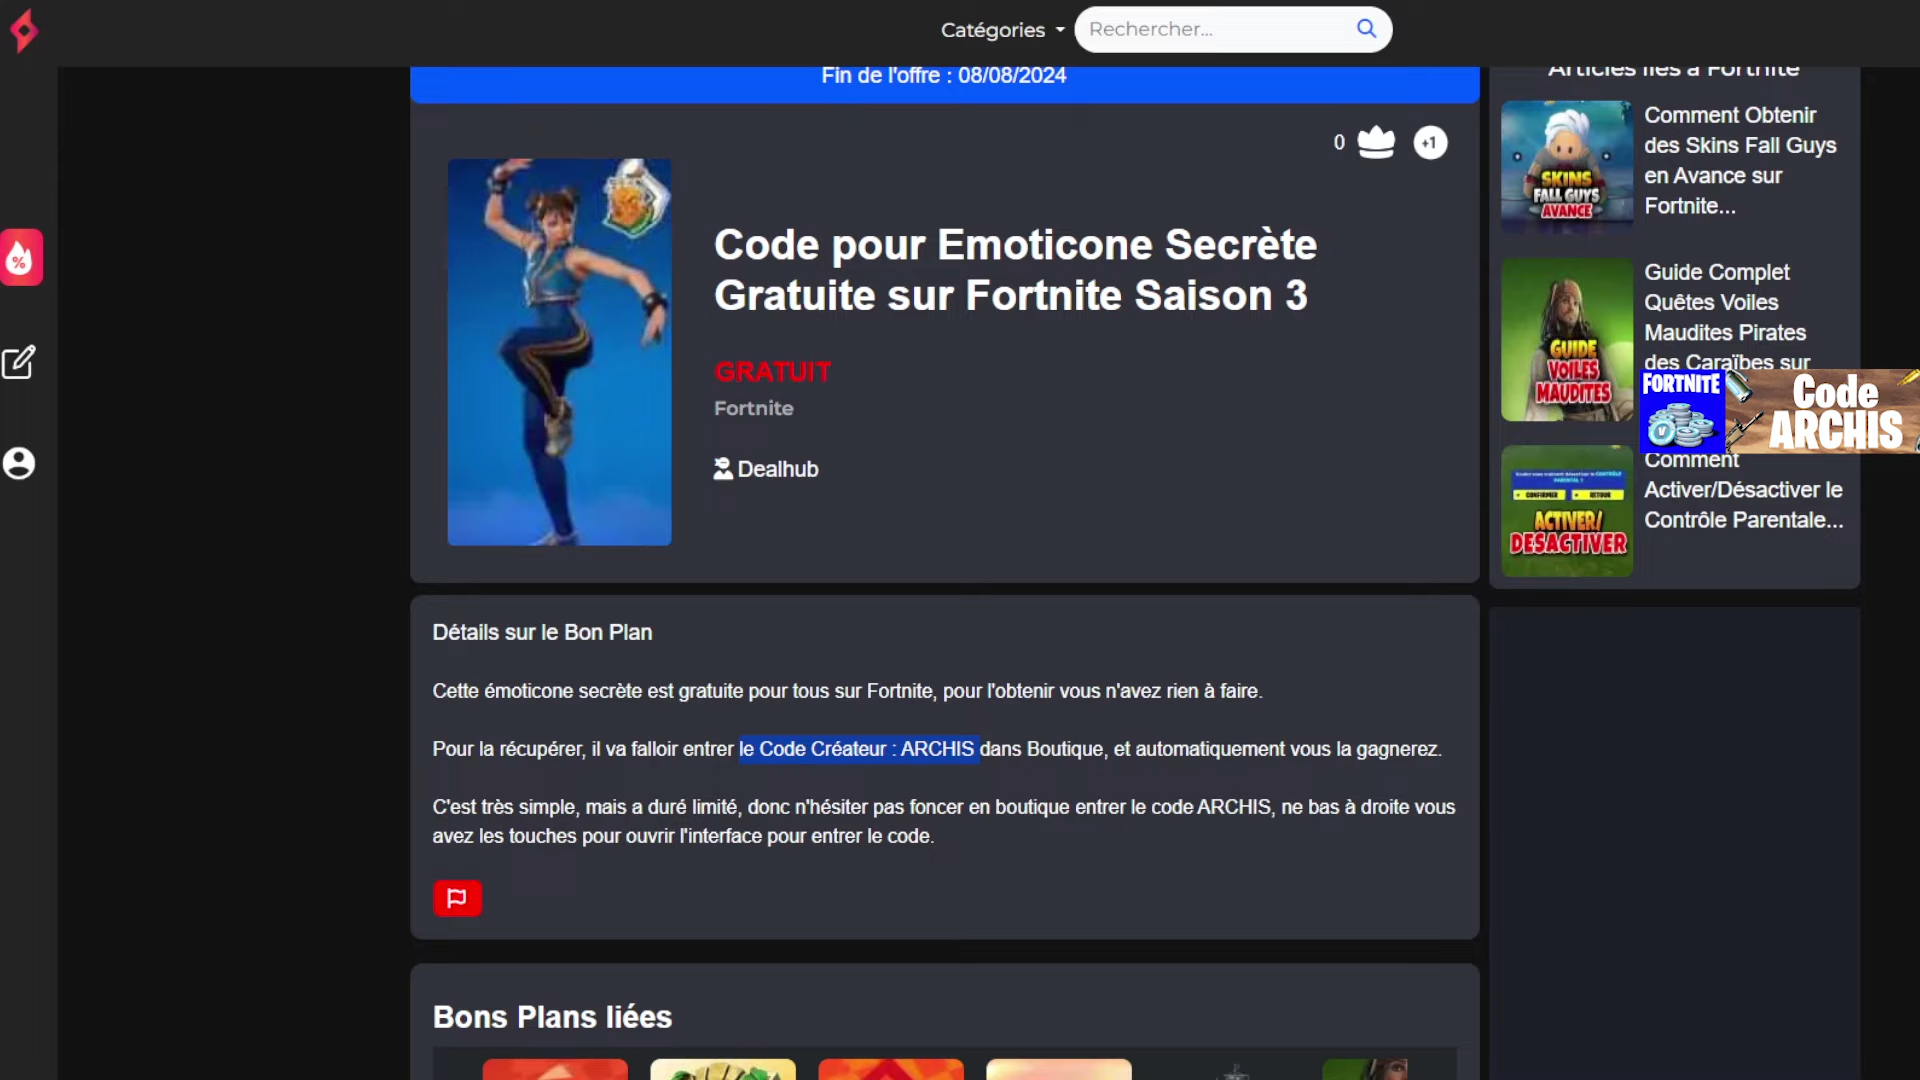 Catégories
Rechercher...
Fin de l'offre : 08/08/2024
0
+1
Code pour Emoticone Secrète
Gratuite sur Fortnite Saison 3
GRATUIT
Fortnite
Dealhub
Détails sur le Bon Plan
Cette émoticone secrète est gratuite pour tous sur Fortnite, pour l'obtenir vous n'avez rien à faire.
Pour la récupérer, il va falloir entrer le Code Créateur : ARCHIS dans Boutique, et automatiquement vous la gagnerez.
C'est très simple, mais a duré limité, donc n'hésiter pas foncer en boutique entrer le code ARCHIS, ne bas à droite vous
avez les touches pour ouvrir l'interface pour entrer le code.
Bons Plans liées
Articles liés à Fortnite
SKINS
FALL GUYS
AVANCE
Comment Obtenir
des Skins Fall Guys
en Avance sur
Fortnite...
GUIDE
VOILES
MAUDITES
Guide Complet
Quêtes Voiles
Maudites Pirates
des Caraïbes sur
FORTNITE
Code
ARCHIS
CONFIRMER
RETOUR
ACTIVER/
DESACTIVER
Comment
Activer/Désactiver le
Contrôle Parentale...